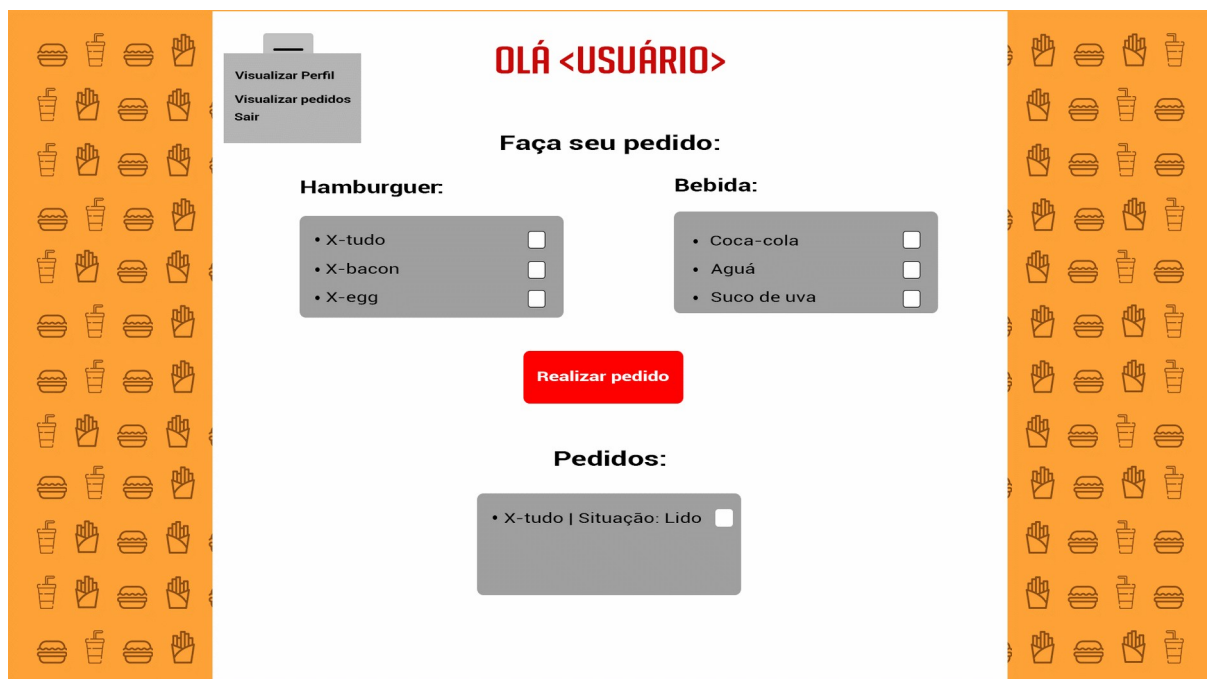 OLÁ <USUÁRIO>
Visualizar Perfil
Visualizar pedidos
Sair
Faça seu pedido:
Hamburguer:
• X-tudo
• X-bacon
• X-egg
Bebida:
• Coca-cola
• Aguá
• Suco de uva
Realizar pedido
Pedidos:
• X-tudo | Situação: Lido